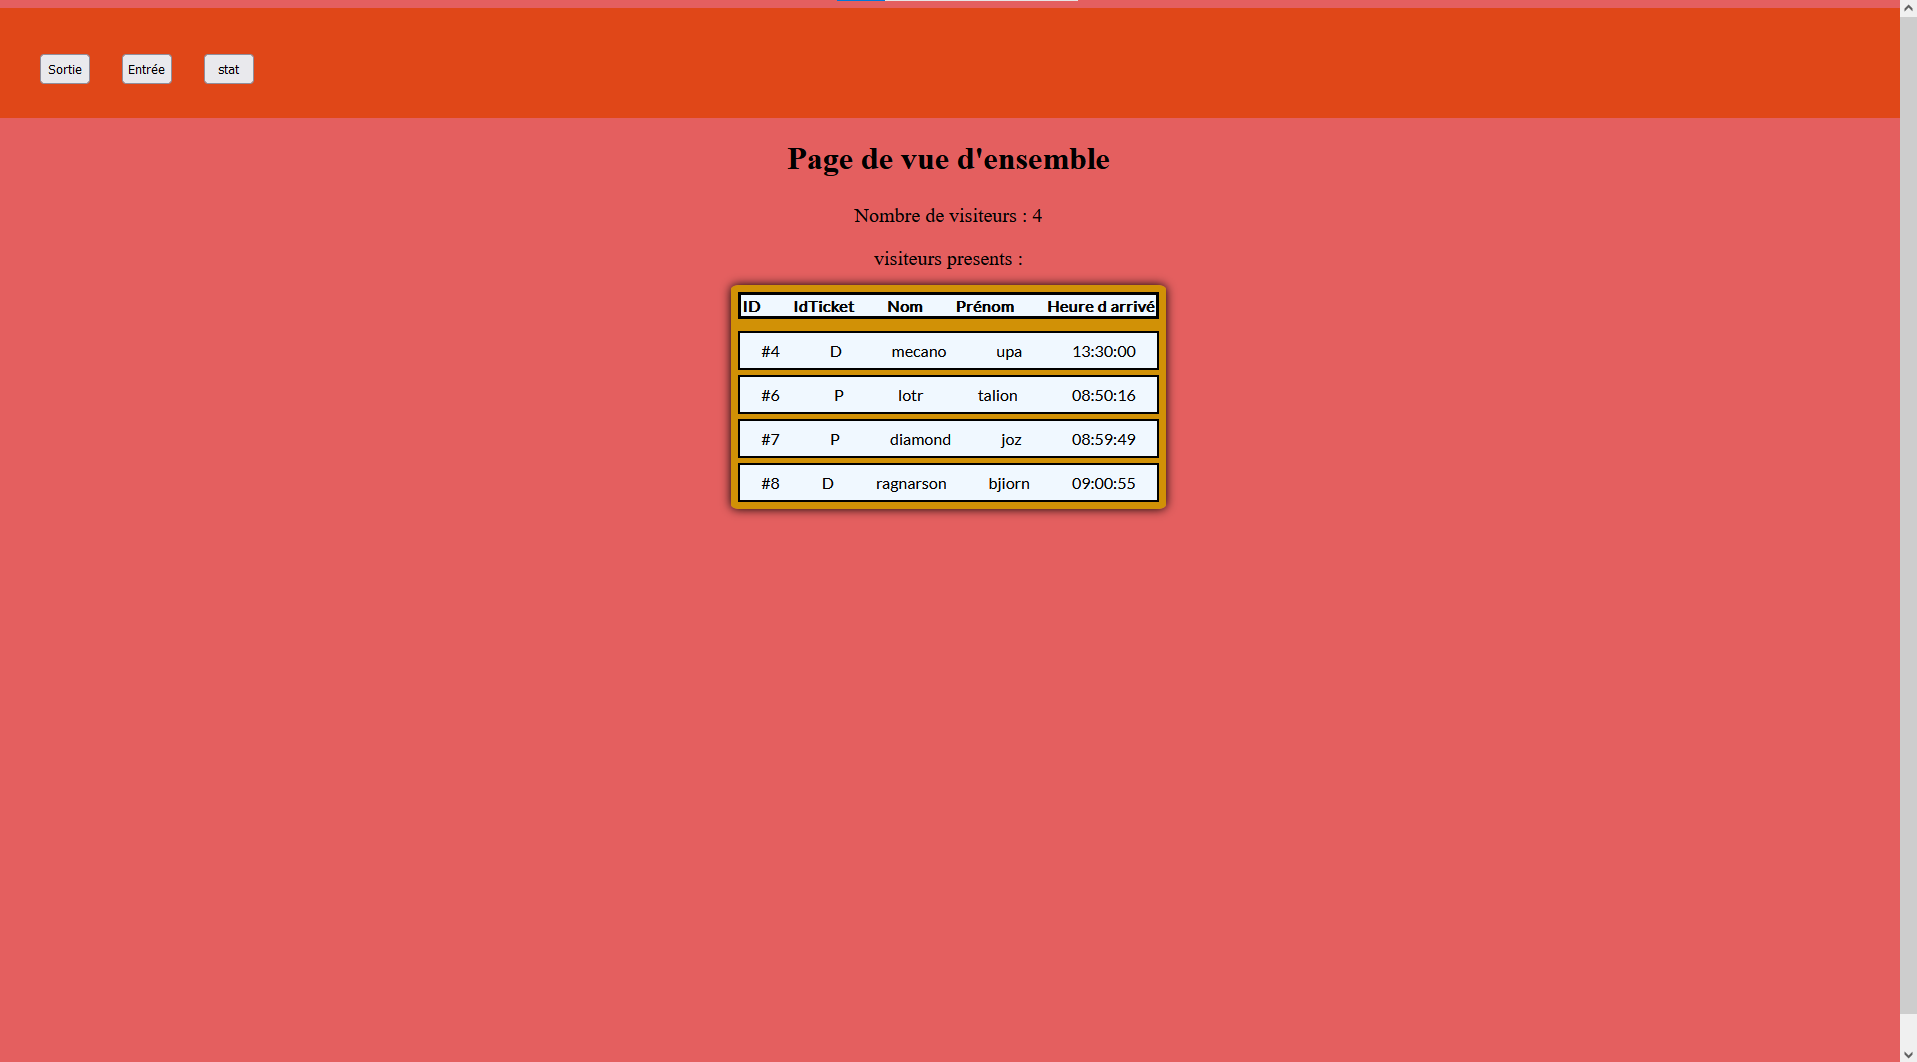 Sortie Entrée stat
Page de vue d'ensemble
Nombre de visiteurs : 4
visiteurs presents :
ID IdTicket Nom Prénom Heure d arrivé
#4 D mecano upa 13:30:00
#6 P lotr talion 08:50:16
#7 P diamond joz 08:59:49
#8 D ragnarson bjiorn 09:00:55